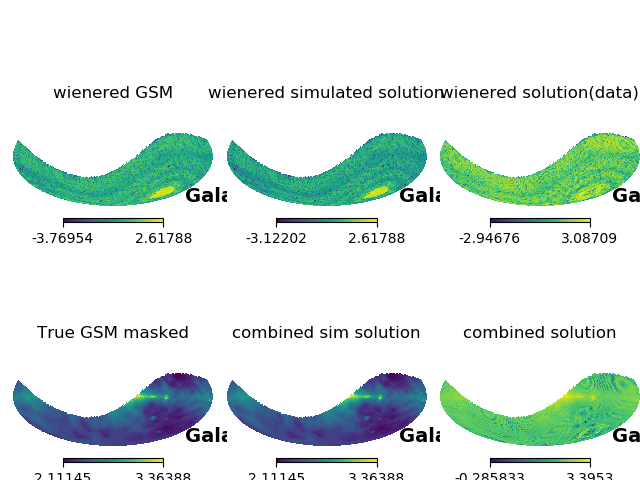 wienered GSM wienered simulated solution wienered solution(data)
Gala Gala Ga
-3.76954 2.61788 -3.12202 2.61788 -2.94676 3.08709
True GSM masked combined sim solution combined solution
Gala Gala Ga
2.11145 3.36388 2.11145 3.36388 -0.285833 3.3953